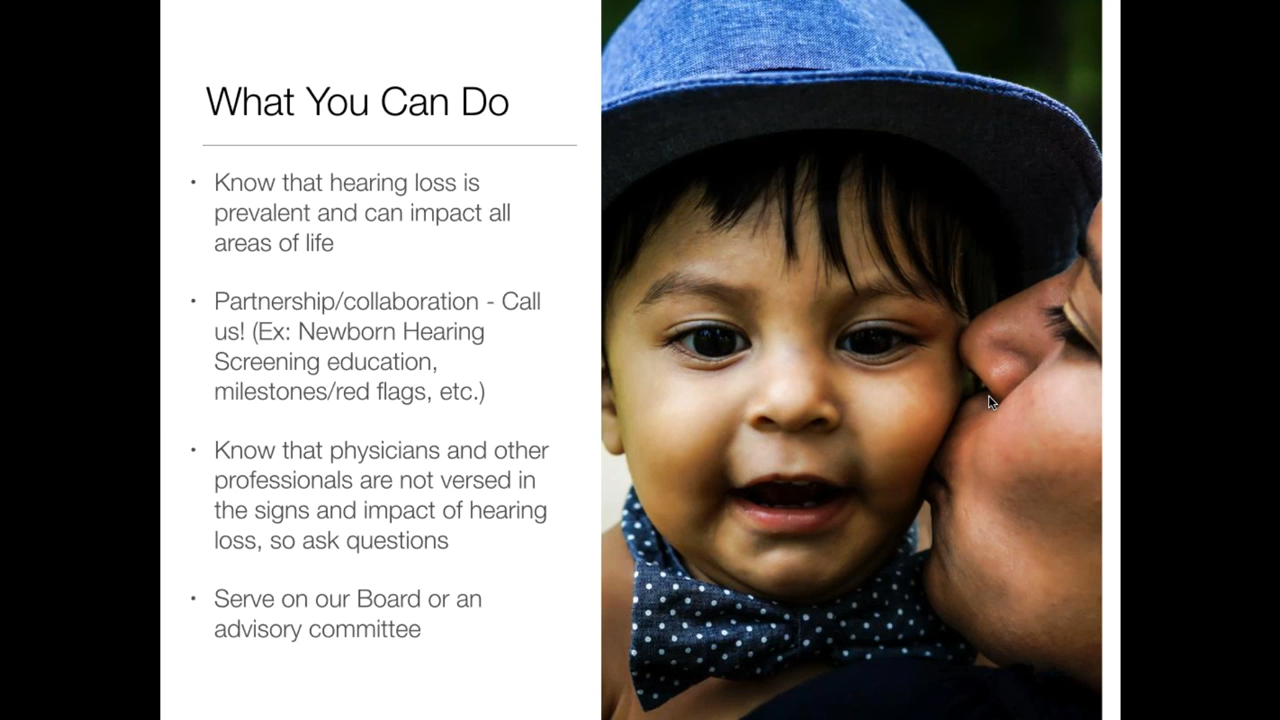 What You Can Do
• Know that hearing loss is
prevalent and can impact all
areas of life
• Partnership/collaboration - Call
us! (Ex: Newborn Hearing
Screening education,
milestones/red flags, etc.)
• Know that physicians and other
professionals are not versed in
the signs and impact of hearing
loss, so ask questions
• Serve on our Board or an
advisory committee